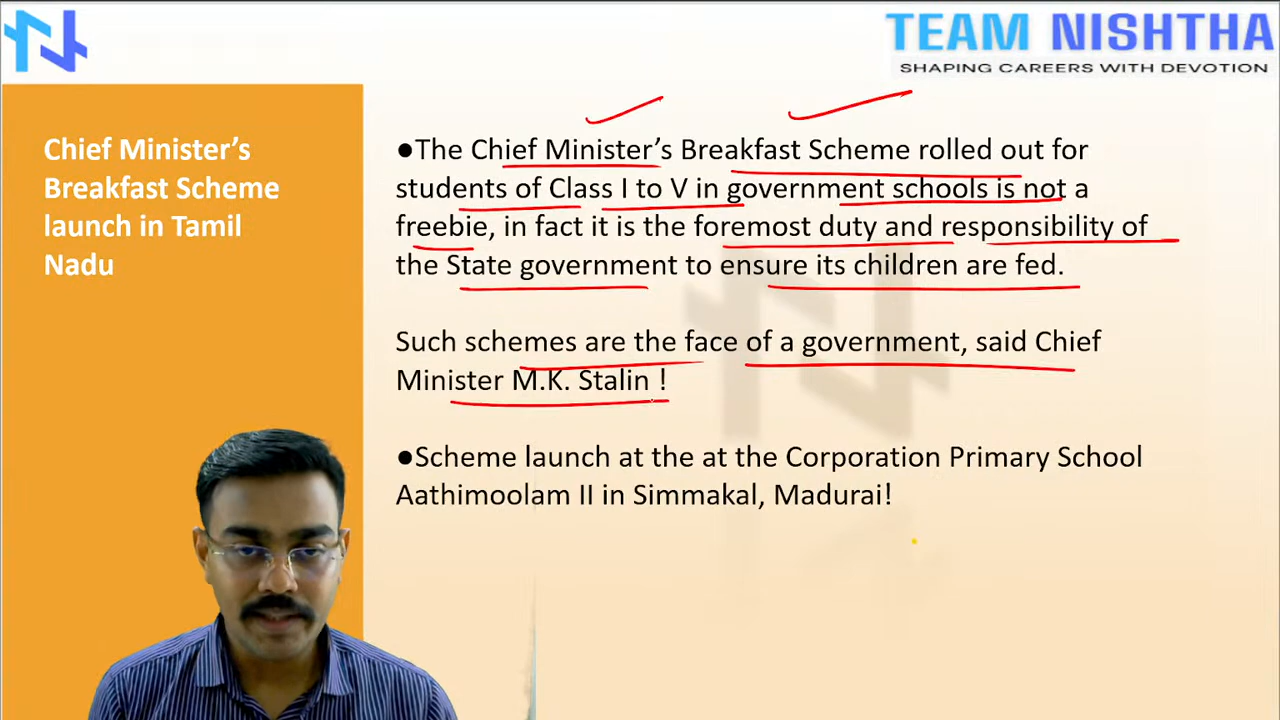 TEAM NISHTHA
SHAPING CAREERS WITH DEVOTION
Chief Minister’s
Breakfast Scheme
launch in Tamil
Nadu
●The Chief Minister’s Breakfast Scheme rolled out for
students of Class I to V in government schools is not a
freebie, in fact it is the foremost duty and responsibility of
the State government to ensure its children are fed.
Such schemes are the face of a government, said Chief
Minister M.K. Stalin !
●Scheme launch at the at the Corporation Primary School
Aathimoolam II in Simmakal, Madurai!